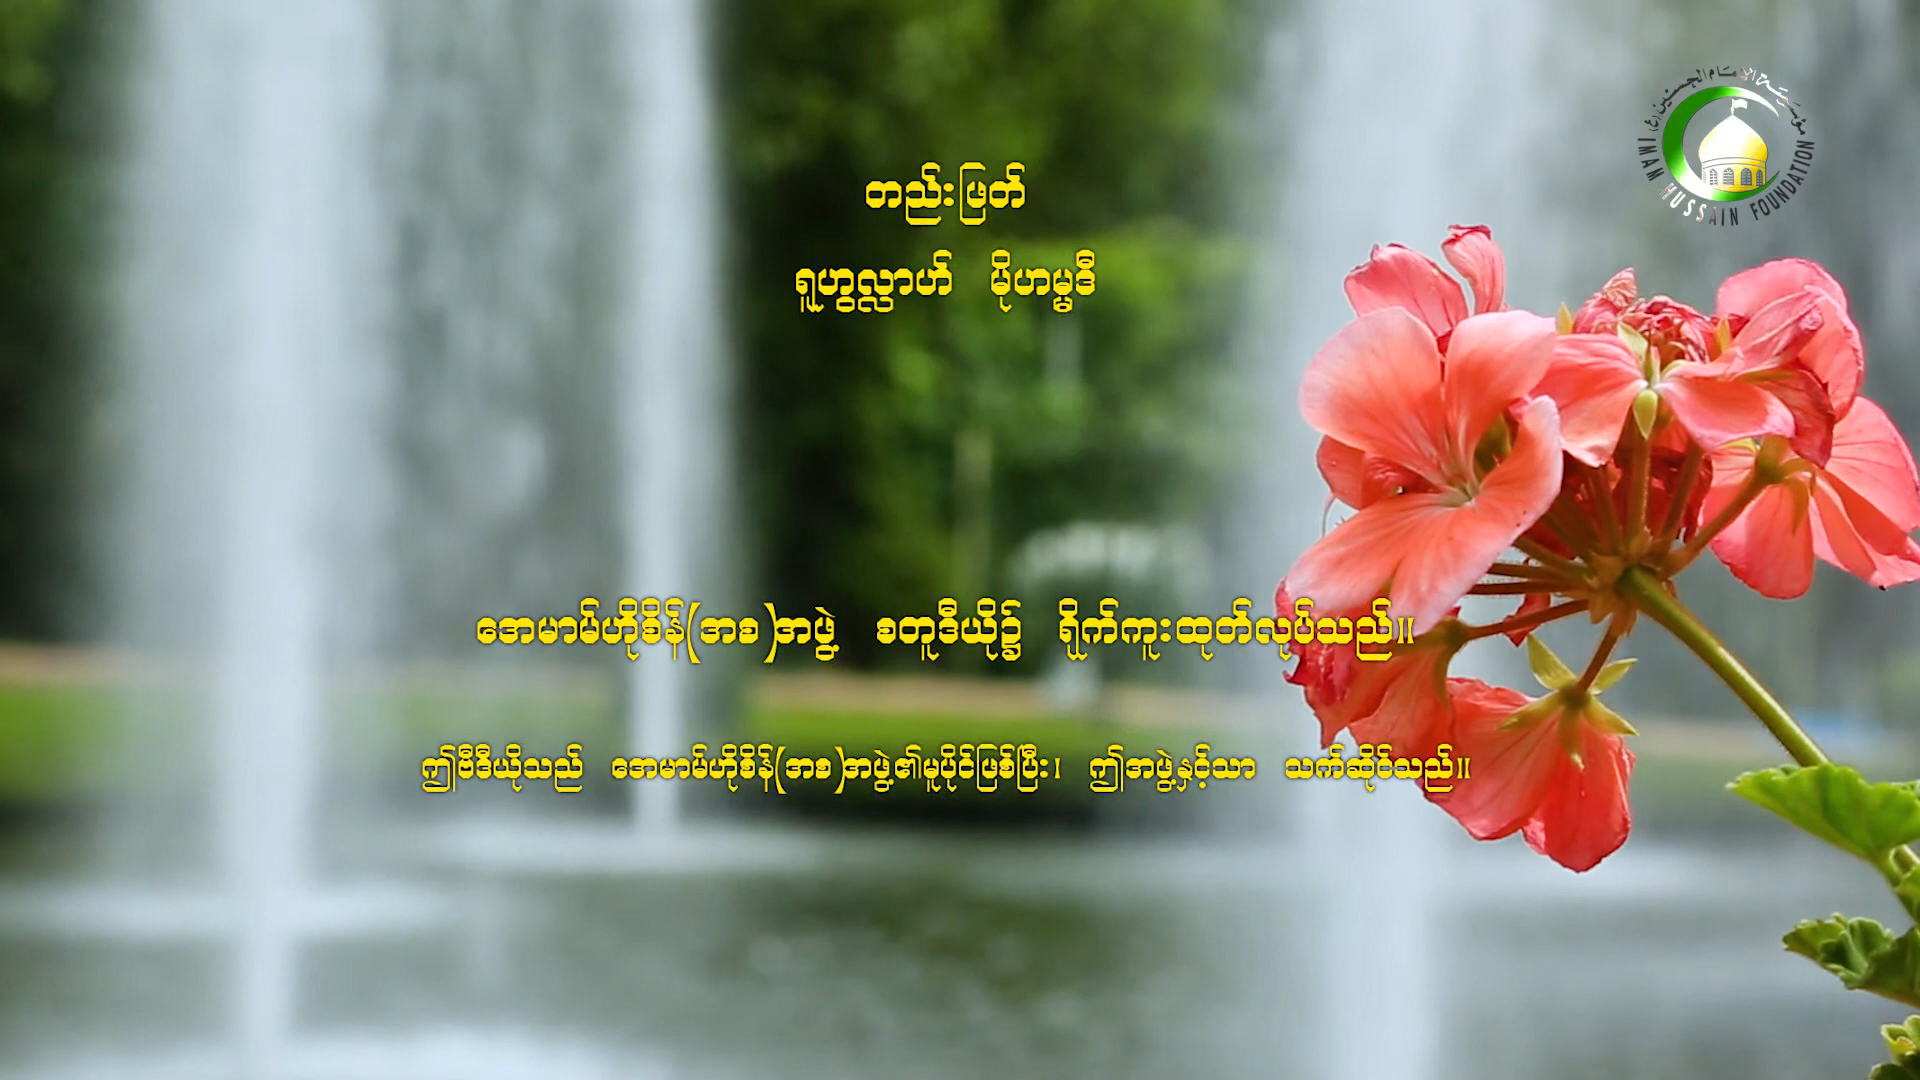 مؤسسة الإمام الحسين (ع)
IMAM HUSSAIN FOUNDATION
တည်းဖြတ်
ရူဟွလ္လာဟ် မိုဟမ္မဒီ
အေမာမ်ဟိုစိန်(အစ)အဖွဲ့ စတူဒီယို၌ ရိုက်ကူးထုတ်လုပ်သည်။
ဤဗီဒီယိုသည် အေမာမ်ဟိုစိန်(အစ)အဖွဲ့၏မူပိုင်ဖြစ်ပြီး၊ ဤအဖွဲ့နှင့်သာ သက်ဆိုင်သည်။